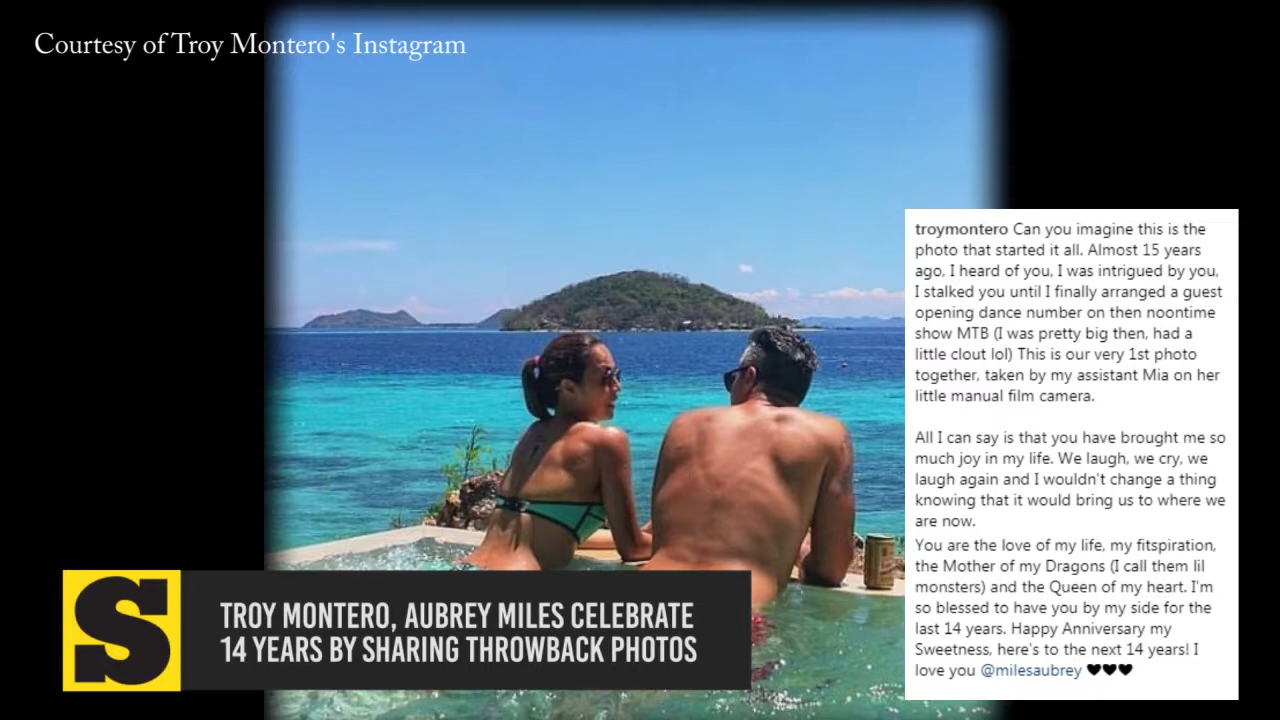 Courtesy of Troy Montero's Instagram
troymontero Can you imagine this is the
photo that started it all. Almost 15 years
ago, I heard of you, I was intrigued by you,
I stalked you until I finally arranged a guest
opening dance number on then noontime
show MTB (I was pretty big then, had a
little clout lol) This is our very 1st photo
together, taken by my assistant Mia on her
little manual film camera.
All I can say is that you have brought me so
much joy in my life. We laugh, we cry, we
laugh again and I wouldn't change a thing
knowing that it would bring us to where we
are now.
You are the love of my life, my fitspiration,
the Mother of my Dragons (I call them lil
monsters) and the Queen of my heart. I'm
so blessed to have you by my side for the
last 14 years. Happy Anniversary my
Sweetness, here's to the next 14 years! I
love you @milesaubrey ♥♥♥
S
TROY MONTERO, AUBREY MILES CELEBRATE
14 YEARS BY SHARING THROWBACK PHOTOS